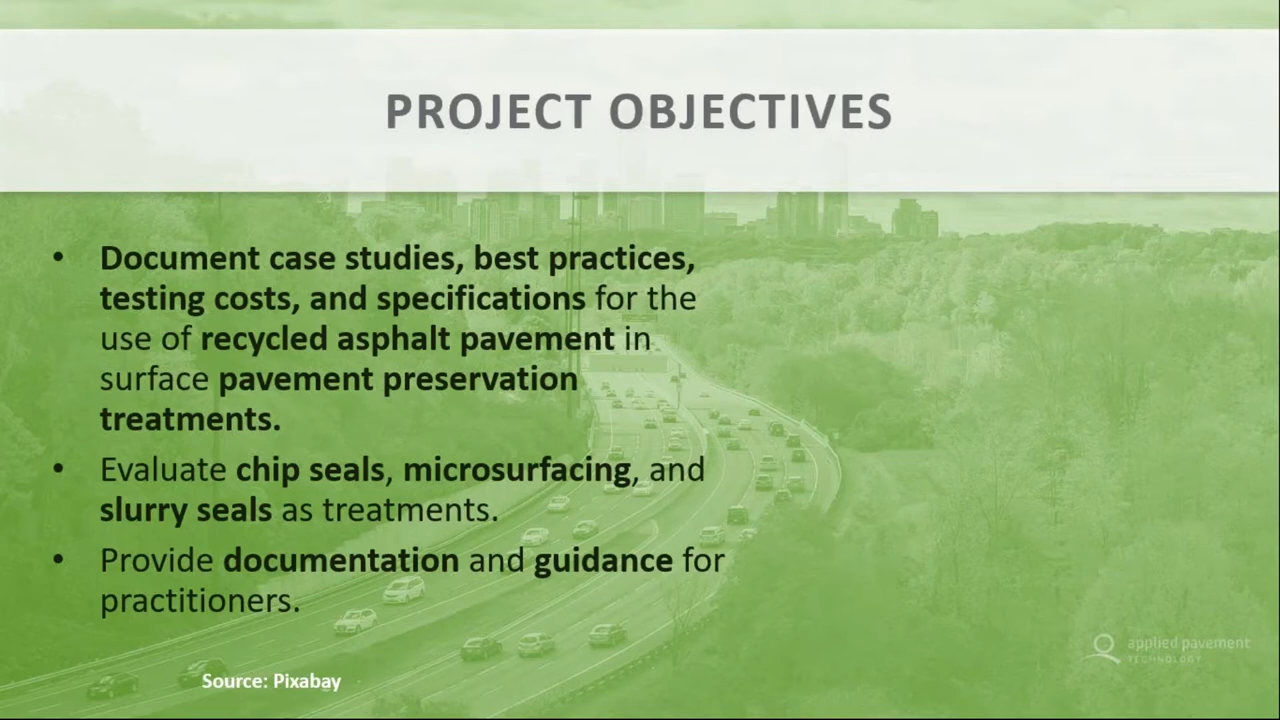 PROJECT OBJECTIVES
• Document case studies, best practices,
testing costs, and specifications for the
use of recycled asphalt pavement in
surface pavement preservation
treatments.
• Evaluate chip seals, microsurfacing, and
slurry seals as treatments.
• Provide documentation and guidance for
practitioners.
applied pavement
TECHNOLOGY
Source: Pixabay